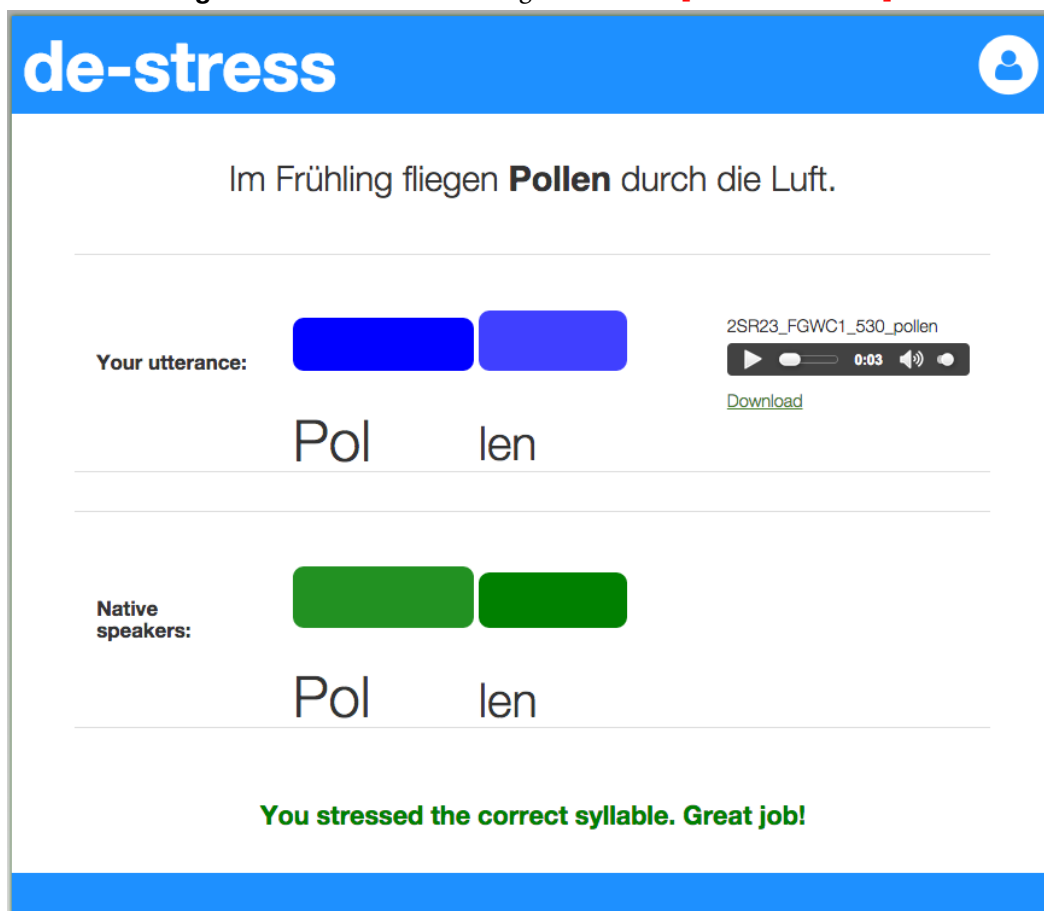 de-stress
Im Frühling fliegen Pollen durch die Luft.
2SR23_FGWC1_530_pollen
Your utterance:
0:03
Download
Pol len
Native
speakers:
Pol len
You stressed the correct syllable. Great job!